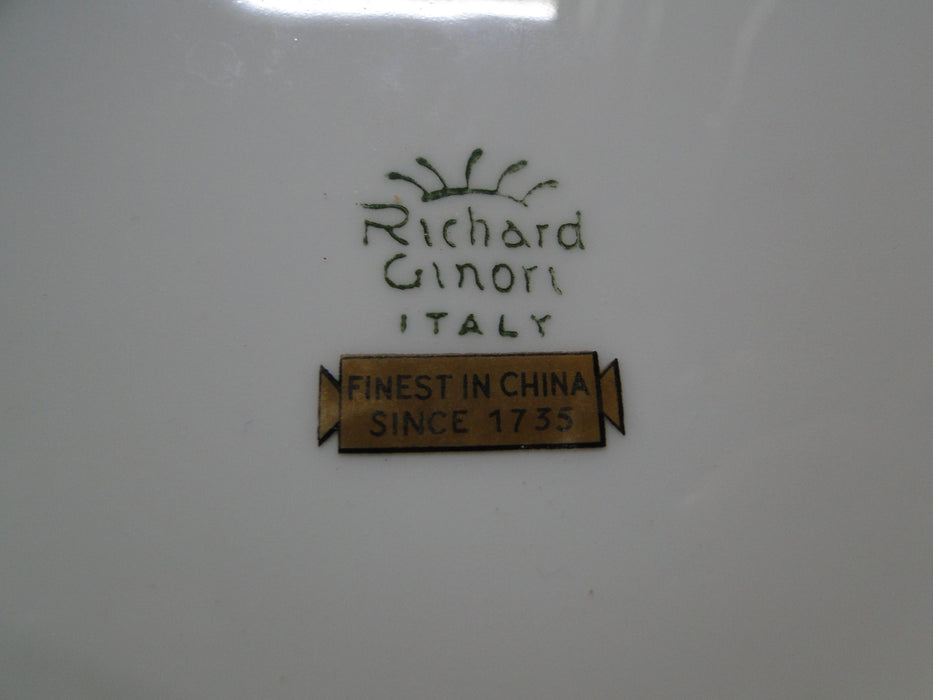 Richard
Ginori
ITALY
FINEST IN CHINA
SINCE 1735